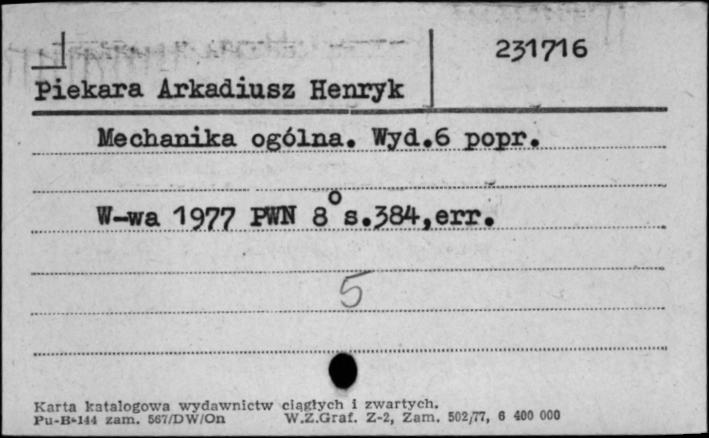 231716
Piekara Arkadiusz Henryk
Mechanika ogólna. Wyd.6 popr.
W-wa 1977 PWN 8° s.384,err.
5
Karta katalogowa wydawnictw ciągłych i zwartych.
Pu-B-144 zam. 567/DW/On W.Z.Graf. Z-2, Zam. 502/77, 6 400 000